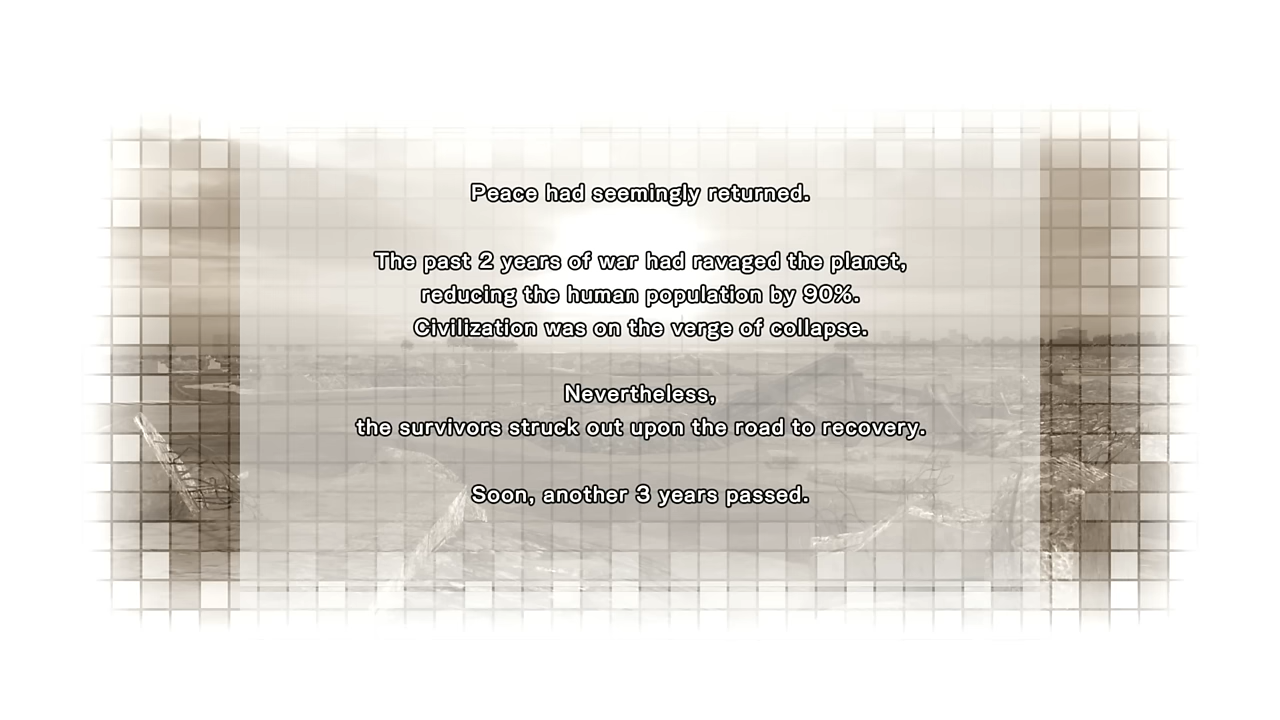 Peace had seemingly returned.
The past 2 years of war had ravaged the planet,
reducing the human population by 90%.
Civilization was on the verge of collapse.
Nevertheless,
the survivors struck out upon the road to recovery.
Soon, another 3 years passed.